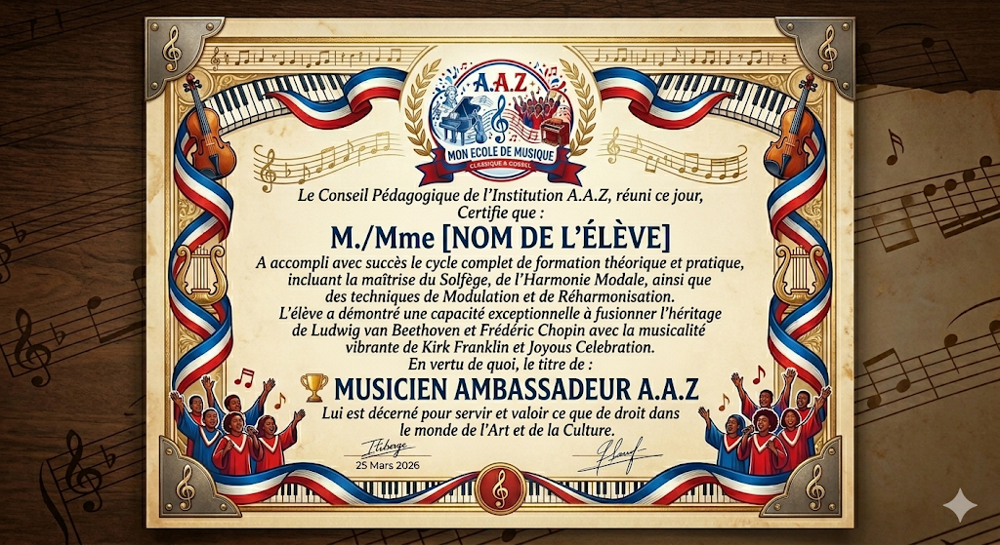 A.A.Z
MON ECOLE DE MUSIQUE
CLASSIQUE & GOSBEL
Le Conseil Pédagogique de l'Institution A.A.Z, réuni ce jour,
Certifie que :
M./Mme [NOM DE L'ÉLÈVE]
A accompli avec succès le cycle complet de formation théorique et pratique,
incluant la maîtrise du Solfège, de l'Harmonie Modale, ainsi que
des techniques de Modulation et de Réharmonisation.
L'élève a démontré une capacité exceptionnelle à fusionner l'héritage
de Ludwig van Beethoven et Frédéric Chopin avec la musicalité
vibrante de Kirk Franklin et Joyous Celebration.
En vertu de quoi, le titre de :
MUSICIEN AMBASSADEUR A.A.Z
Lui est décerné pour servir et valoir ce que de droit dans
le monde de l'Art et de la Culture.
25 Mars 2026